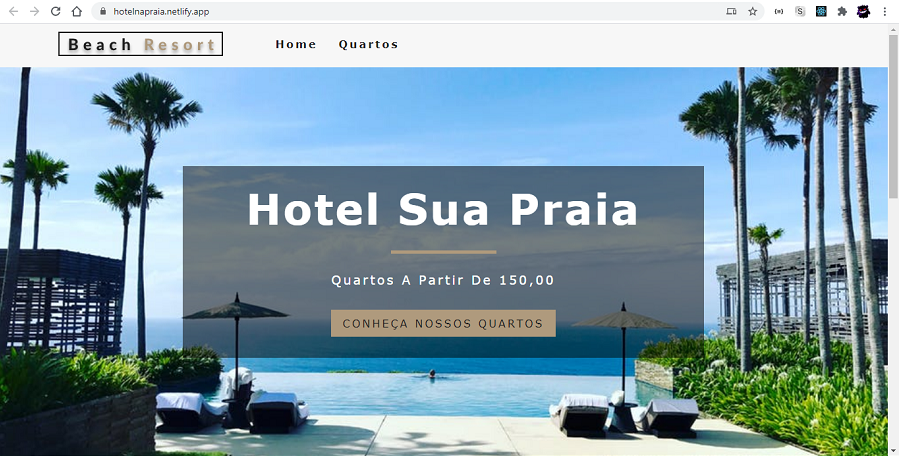 hotelnapraia.netlify.app
Beach Resort
Home Quartos
Hotel Sua Praia
Quartos A Partir De 150,00
CONHEÇA NOSSOS QUARTOS